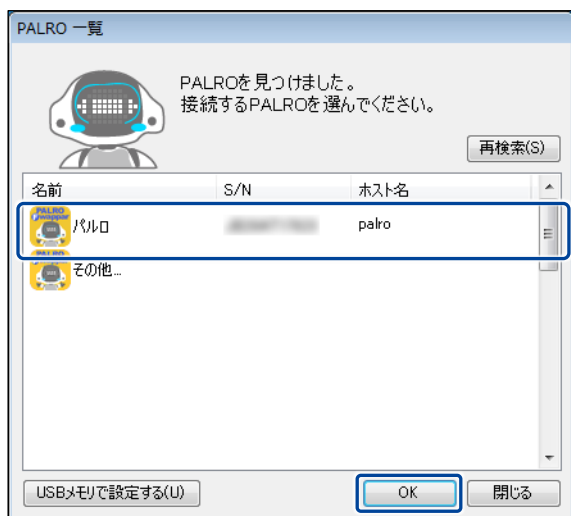 PALRO 一覧
PALROを見つけました。
接続するPALROを選んでください。
再検索(S)
名前 S/N ホスト名
パルロ palro
その他...
USBメモリで設定する(U) OK 閉じる